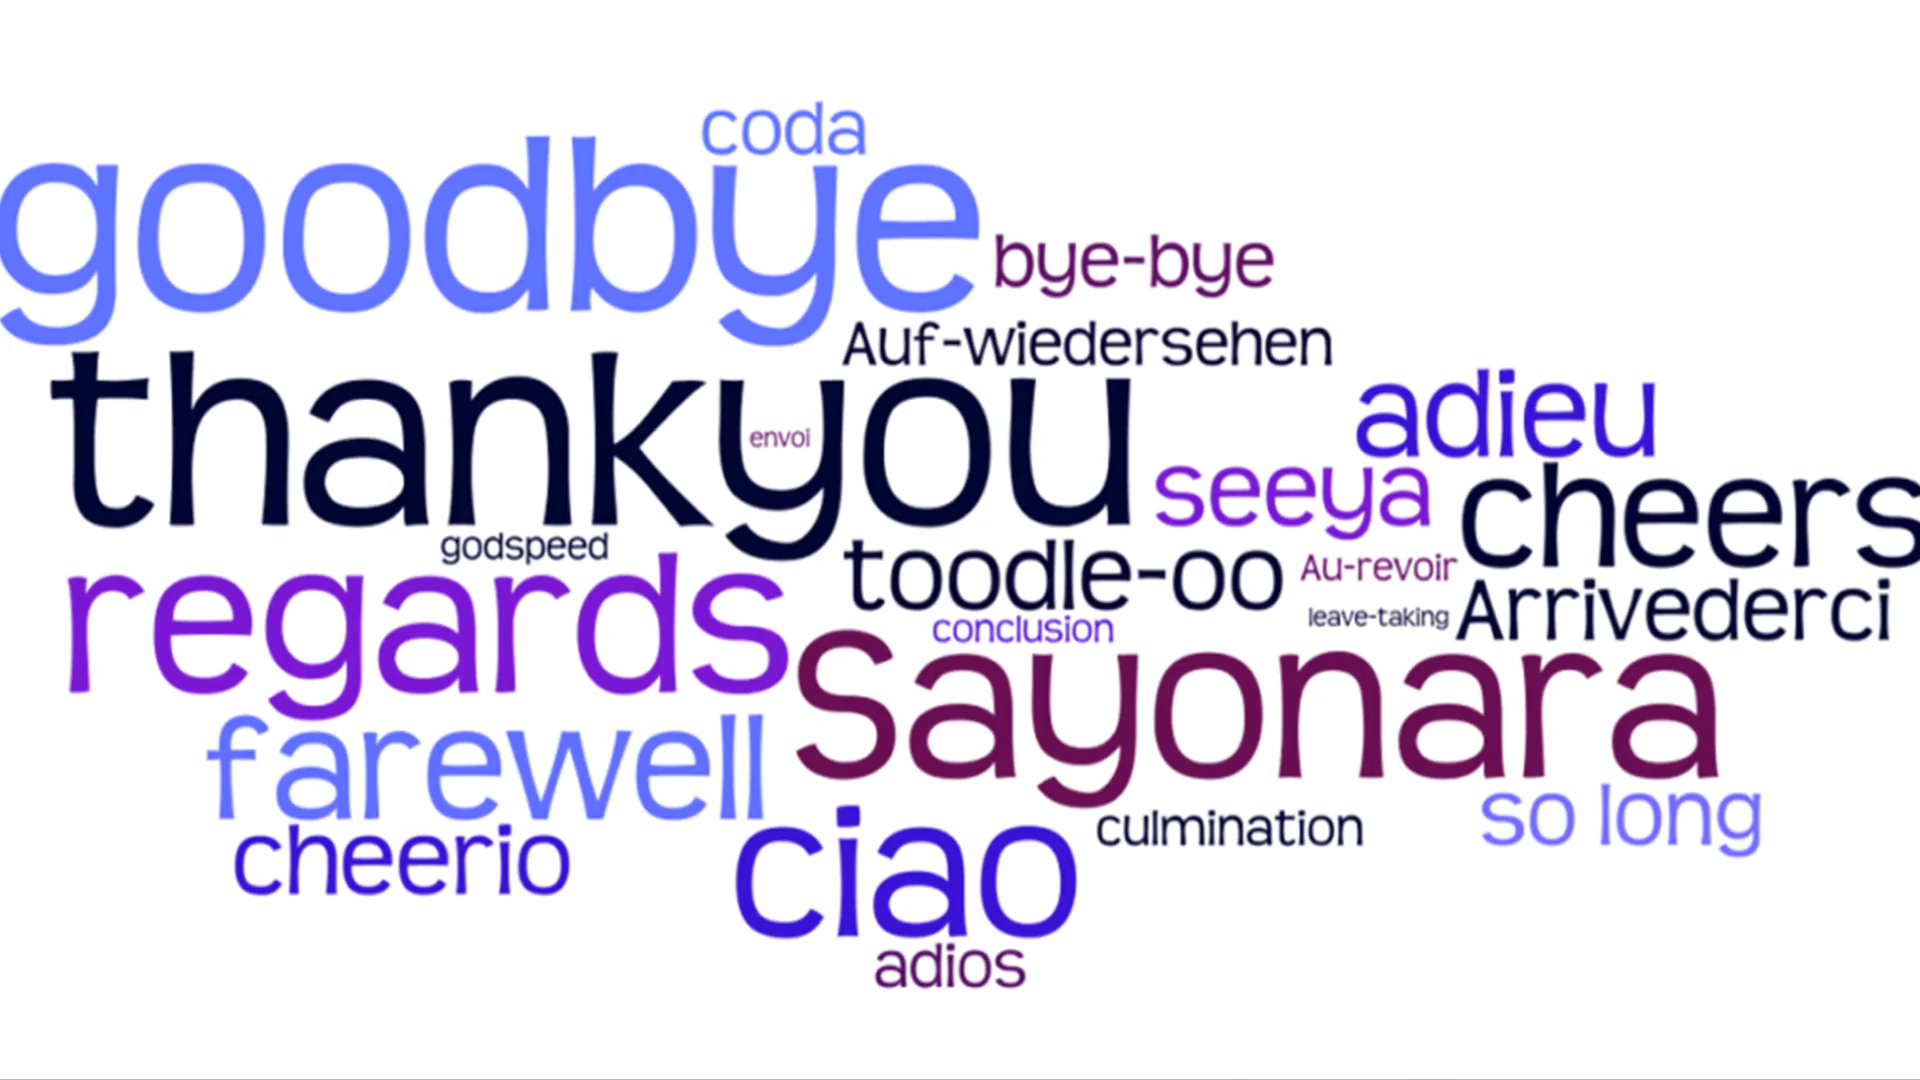 coda
goodbye
bye-bye
Auf-wiedersehen
thankyou
envoi
adieu
seeya
cheers
godspeed
toodle-oo
Au-revoir
regards
conclusion
leave-taking
Arrivederci
Sayonara
farewell
so long
cheerio
ciao
culmination
adios